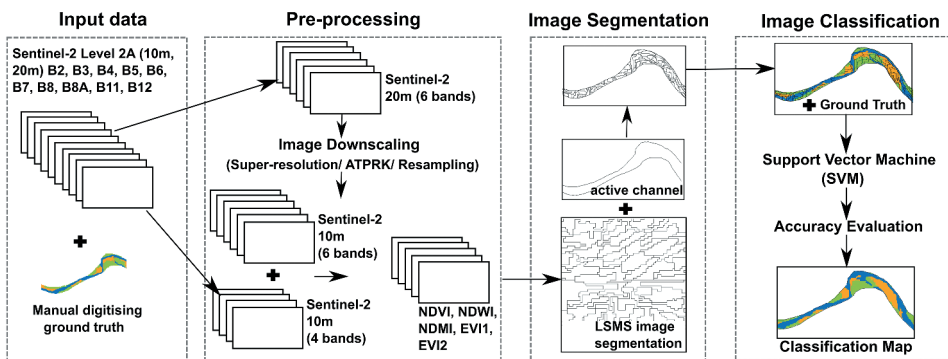 Input data
Sentinel-2 Level 2A (10m,
20m) B2, B3, B4, B5, B6,
B7, B8, B8A, B11, B12
Manual digitising
ground truth
Pre-processing
Sentinel-2
20m (6 bands)
Image Downscaling
(Super-resolution/ ATPRK/ Resampling)
Sentinel-2
10m
(6 bands)
Sentinel-2
10m
(4 bands)
NDVI, NDWI,
NDMI, EVI1,
EVI2
Image Segmentation
active channel
LSMS image
segmentation
Image Classification
Ground Truth
Support Vector Machine
(SVM)
Accuracy Evaluation
Classification Map